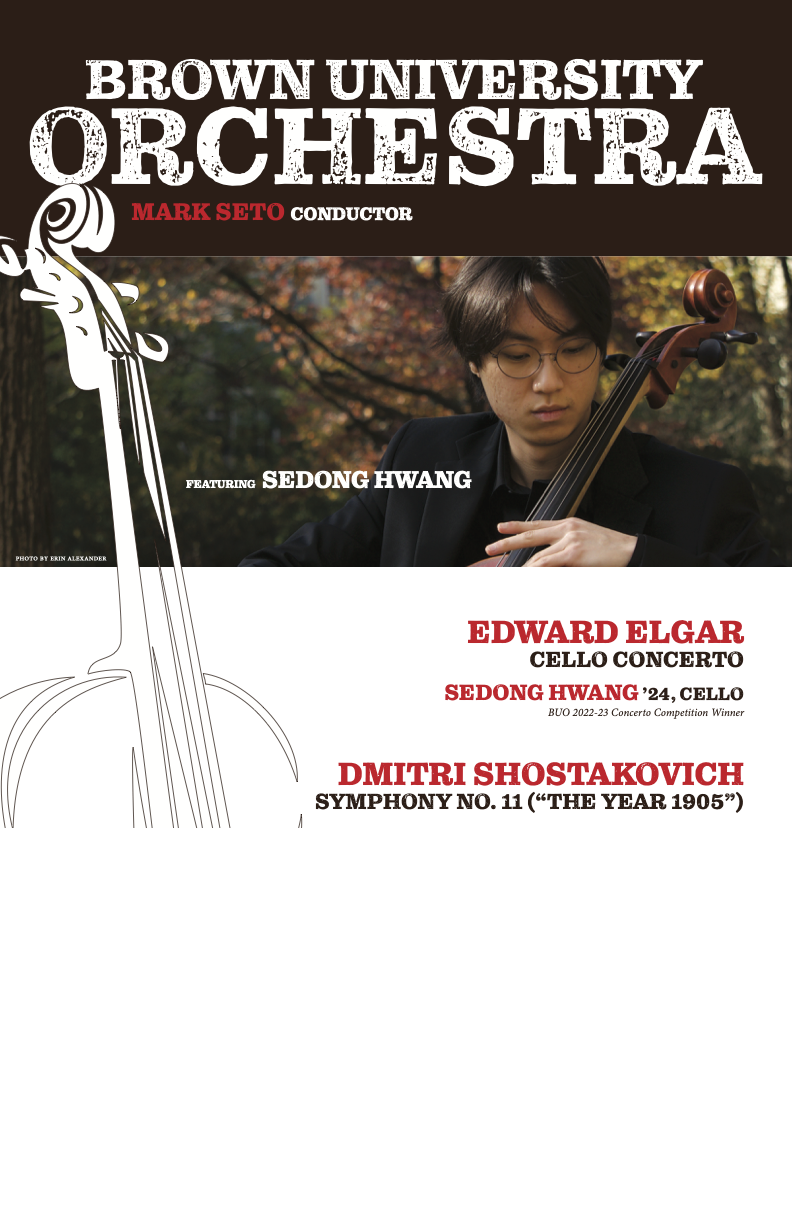 BROWN UNIVERSITY
ORCHESTRA
MARK SETO CONDUCTOR
FEATURING SEDONG HWANG
PHOTO BY ERIN ALEXANDER
EDWARD ELGAR
CELLO CONCERTO
SEDONG HWANG ’24, CELLO
BUO 2022-23 Concerto Competition Winner
DMITRI SHOSTAKOVICH
SYMPHONY NO. 11 (“THE YEAR 1905”)